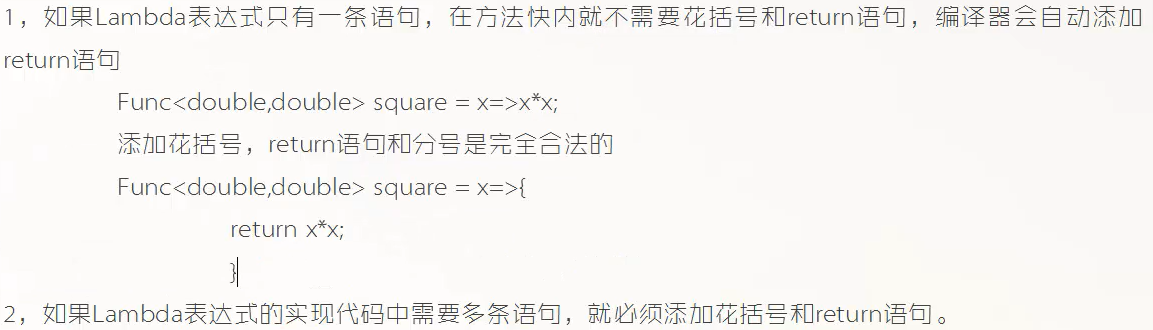 1，如果Lambda表达式只有一条语句，在方法快内就不需要花括号和return语句，编译器会自动添加
return语句
Func<double,double> square = x=>x*x;
添加花括号，return语句和分号是完全合法的
Func<double,double> square = x=>{
return x*x;
}
2，如果Lambda表达式的实现代码中需要多条语句，就必须添加花括号和return语句。